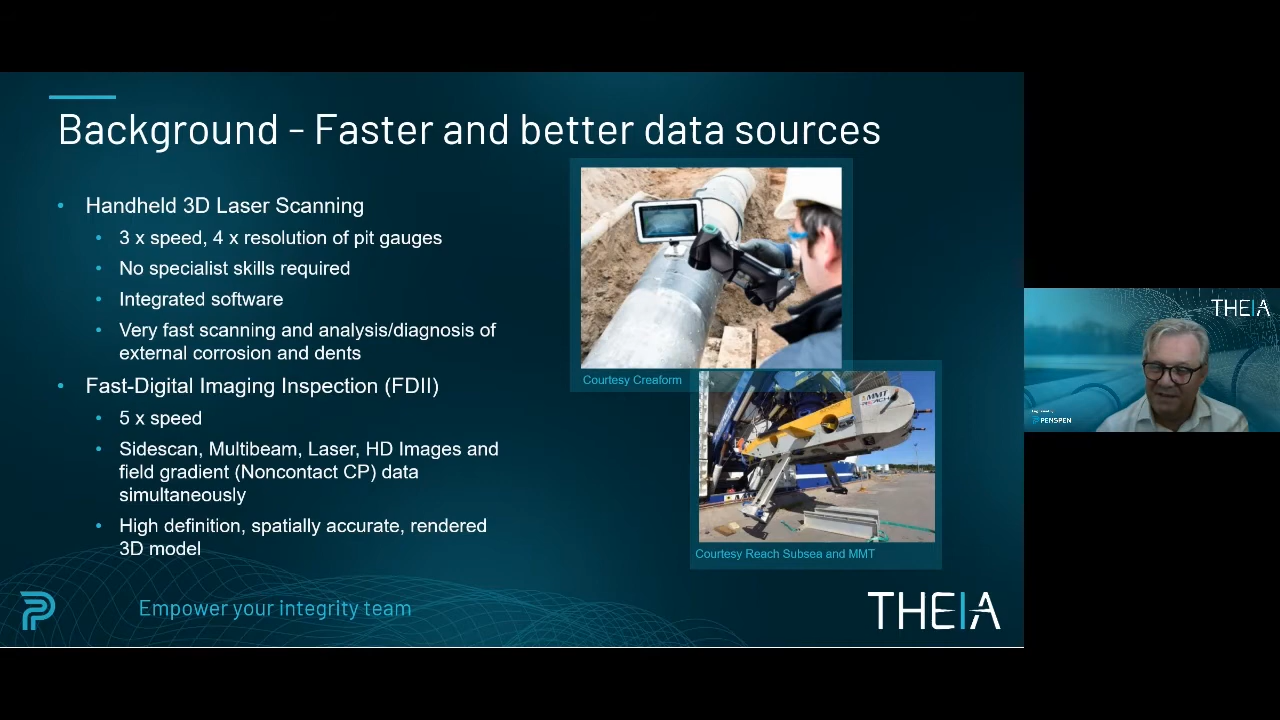 Background - Faster and better data sources
• Handheld 3D Laser Scanning
• 3 x speed, 4 x resolution of pit gauges
• No specialist skills required
• Integrated software
• Very fast scanning and analysis/diagnosis of
external corrosion and dents
• Fast-Digital Imaging Inspection (FDII)
• 5 x speed
• Sidescan, Multibeam, Laser, HD Images and
field gradient (Noncontact CP) data
simultaneously
• High definition, spatially accurate, rendered
3D model
Courtesy Creaform
MMT
REACH
Courtesy Reach Subsea and MMT
Empower your integrity team
THEIA
THEIA
PENSPEN